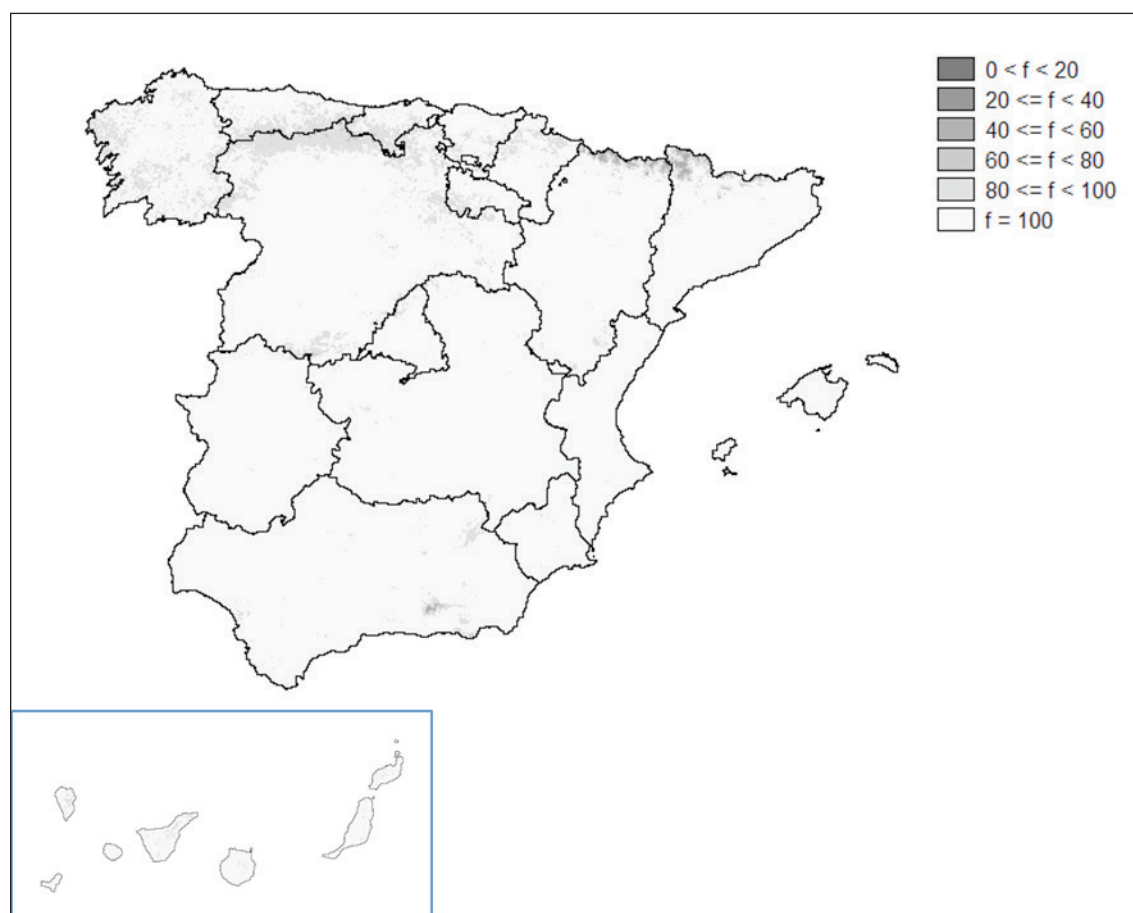 0 < f < 20
20 <= f < 40
40 <= f < 60
60 <= f < 80
80 <= f < 100
f = 100